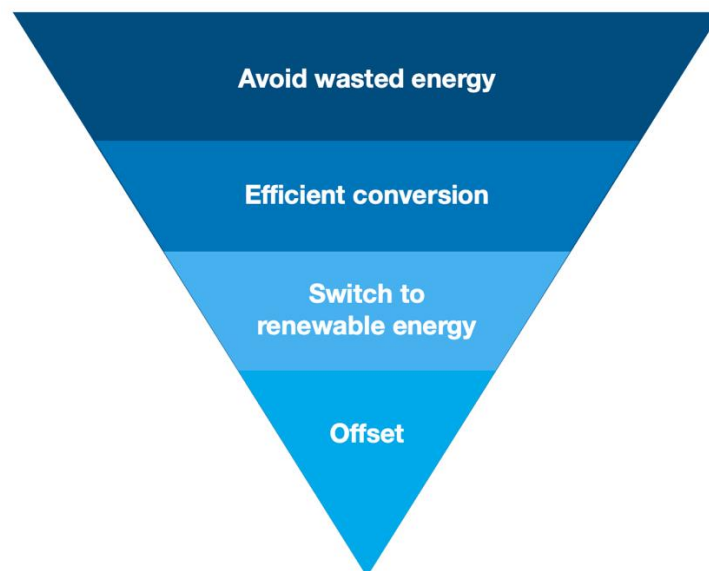 Avoid wasted energy
Efficient conversion
Switch to
renewable energy
Offset